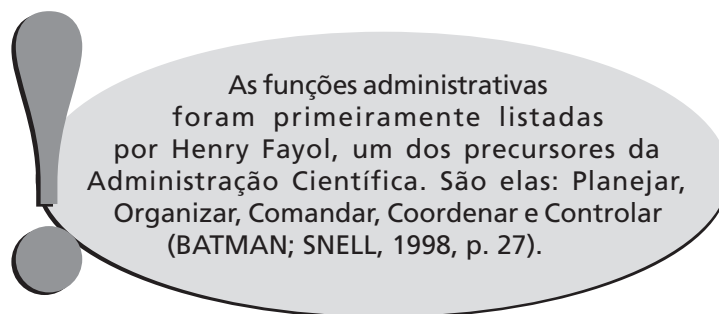 As funções administrativas
foram primeiramente listadas
por Henry Fayol, um dos precursores da
Administração Científica. São elas: Planejar,
Organizar, Comandar, Coordenar e Controlar
(BATMAN; SNELL, 1998, p. 27).